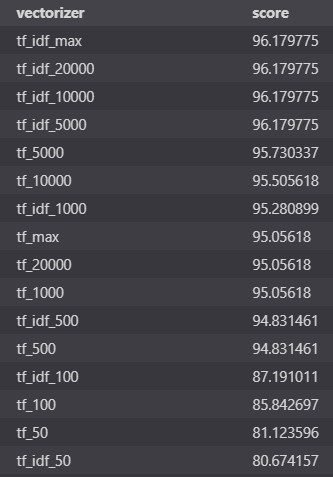 vectorizer score
tf_idf_max 96.179775
tf_idf_20000 96.179775
tf_idf_10000 96.179775
tf_idf_5000 96.179775
tf_5000 95.730337
tf_10000 95.505618
tf_idf_1000 95.280899
tf_max 95.05618
tf_20000 95.05618
tf_1000 95.05618
tf_idf_500 94.831461
tf_500 94.831461
tf_idf_100 87.191011
tf_100 85.842697
tf_50 81.123596
tf_idf_50 80.674157